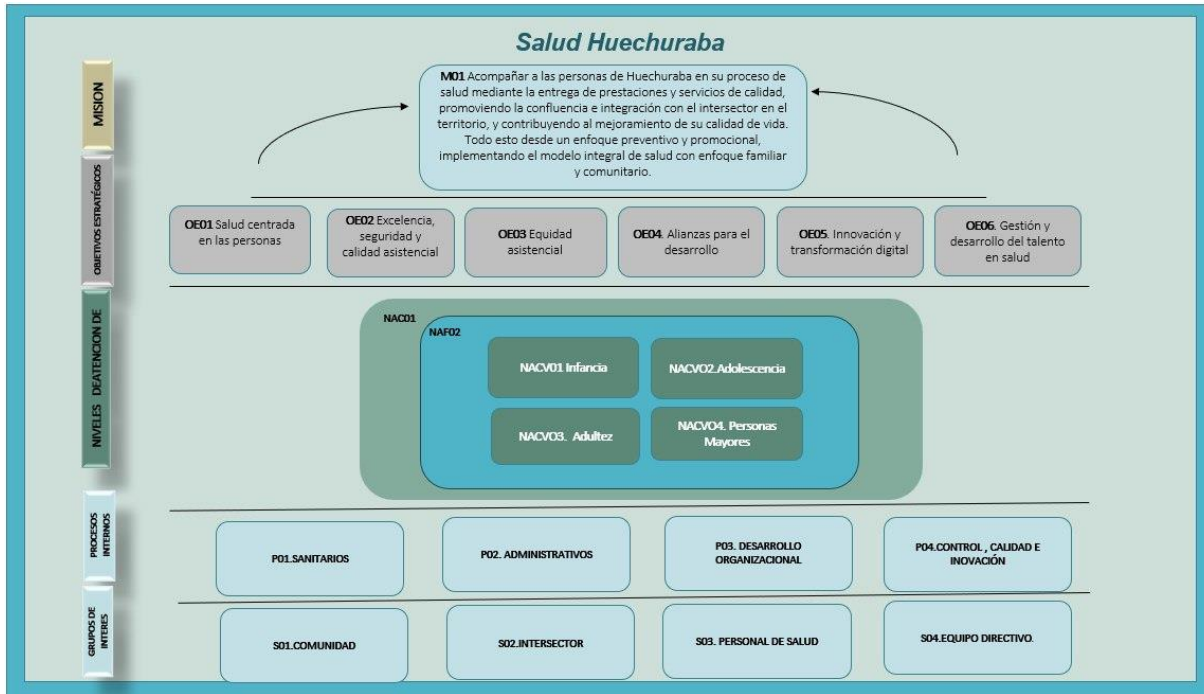 Salud Huechuraba
MISION
M01 Acompañar a las personas de Huechuraba en su proceso de
salud mediante la entrega de prestaciones y servicios de calidad,
promoviendo la confluencia e integración con el intersector en el
territorio, y contribuyendo al mejoramiento de su calidad de vida.
Todo esto desde un enfoque preventivo y promocional,
implementando el modelo integral de salud con enfoque familiar
y comunitario.
OBJETIVOS ESTRATÉGICOS
OE01 Salud centrada
en las personas
OE02 Excelencia,
seguridad y
calidad asistencial
OE03 Equidad
asistencial
OE04. Alianzas para el
desarrollo
OE05. Innovación y
transformación digital
OE06. Gestión y
desarrollo del talento
en salud
NIVELES DEATENCION DE
NAC01
NAF02
NACV01 Infancia
NACVO2.Adolescencia
NACVO3. Adultez
NACVO4. Personas
Mayores
PROCESOS
INTERNOS
P01.SANITARIOS
P02. ADMINISTRATIVOS
P03. DESARROLLO
ORGANIZACIONAL
P04.CONTROL , CALIDAD E
INOVACIÓN
GRUPOS DE
INTERES
S01.COMUNIDAD
S02.INTERSECTOR
S03. PERSONAL DE SALUD
S04.EQUIPO DIRECTIVO.